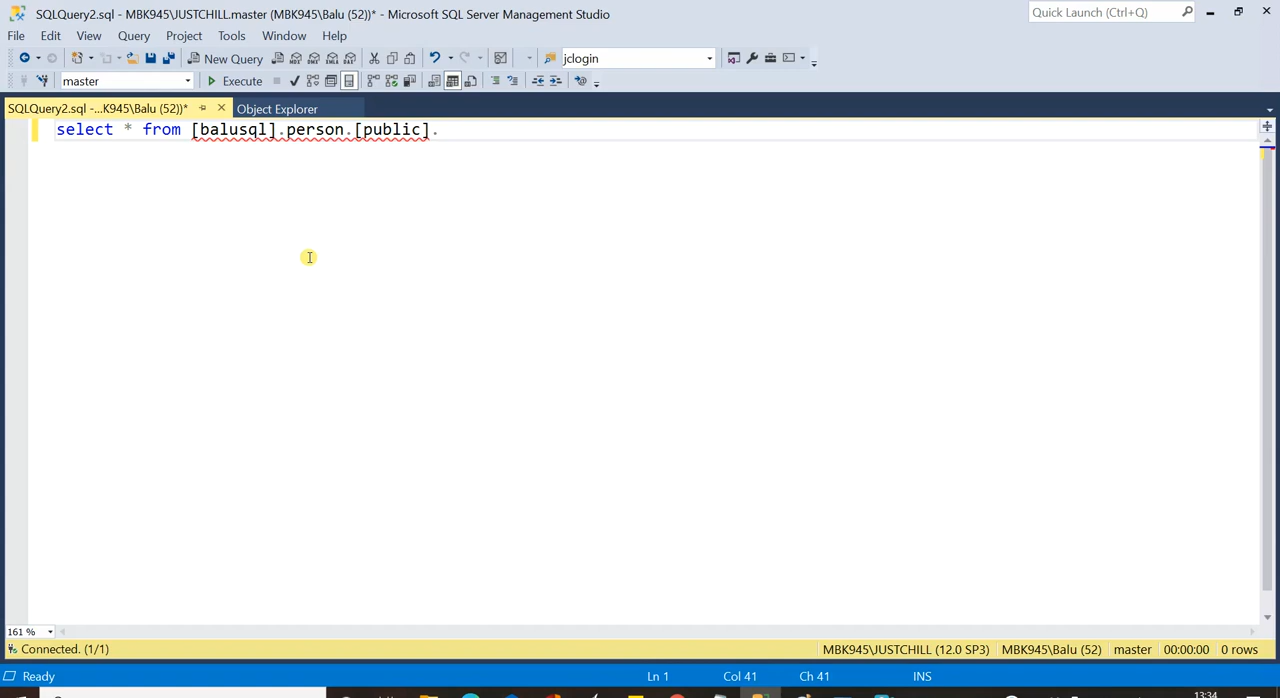 SQLQuery2.sql - MBK945\JUSTCHILL.master (MBK945\Balu (52))* - Microsoft SQL Server Management Studio
Quick Launch (Ctrl+Q)
File Edit View Query Project Tools Window Help
New Query
jclogin
master
Execute
SQLQuery2.sql -...K945\Balu (52))*
Object Explorer
select * from [balusql].person.[public].
161 %
Connected. (1/1)
MBK945\JUSTCHILL (12.0 SP3)
MBK945\Balu (52)
master
00:00:00
0 rows
Ready
Ln 1
Col 41
Ch 41
INS
13:34